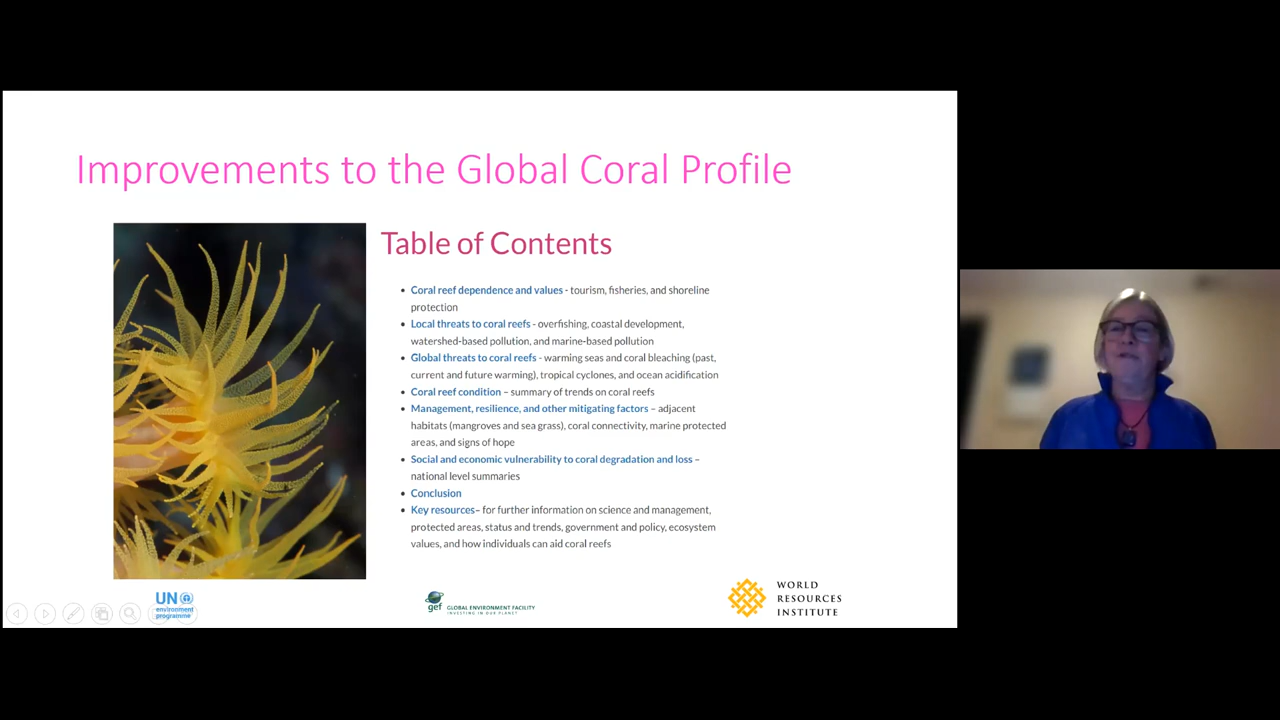 Improvements to the Global Coral Profile
Table of Contents
• Coral reef dependence and values - tourism, fisheries, and shoreline
protection
• Local threats to coral reefs - overfishing, coastal development,
watershed-based pollution, and marine-based pollution
• Global threats to coral reefs - warming seas and coral bleaching (past,
current and future warming), tropical cyclones, and ocean acidification
• Coral reef condition – summary of trends on coral reefs
• Management, resilience, and other mitigating factors – adjacent
habitats (mangroves and sea grass), coral connectivity, marine protected
areas, and signs of hope
• Social and economic vulnerability to coral degradation and loss –
national level summaries
• Conclusion
• Key resources– for further information on science and management,
protected areas, status and trends, government and policy, ecosystem
values, and how individuals can aid coral reefs
UN
environment
programme
gef GLOBAL ENVIRONMENT FACILITY
INVESTING IN OUR PLANET
WORLD
RESOURCES
INSTITUTE